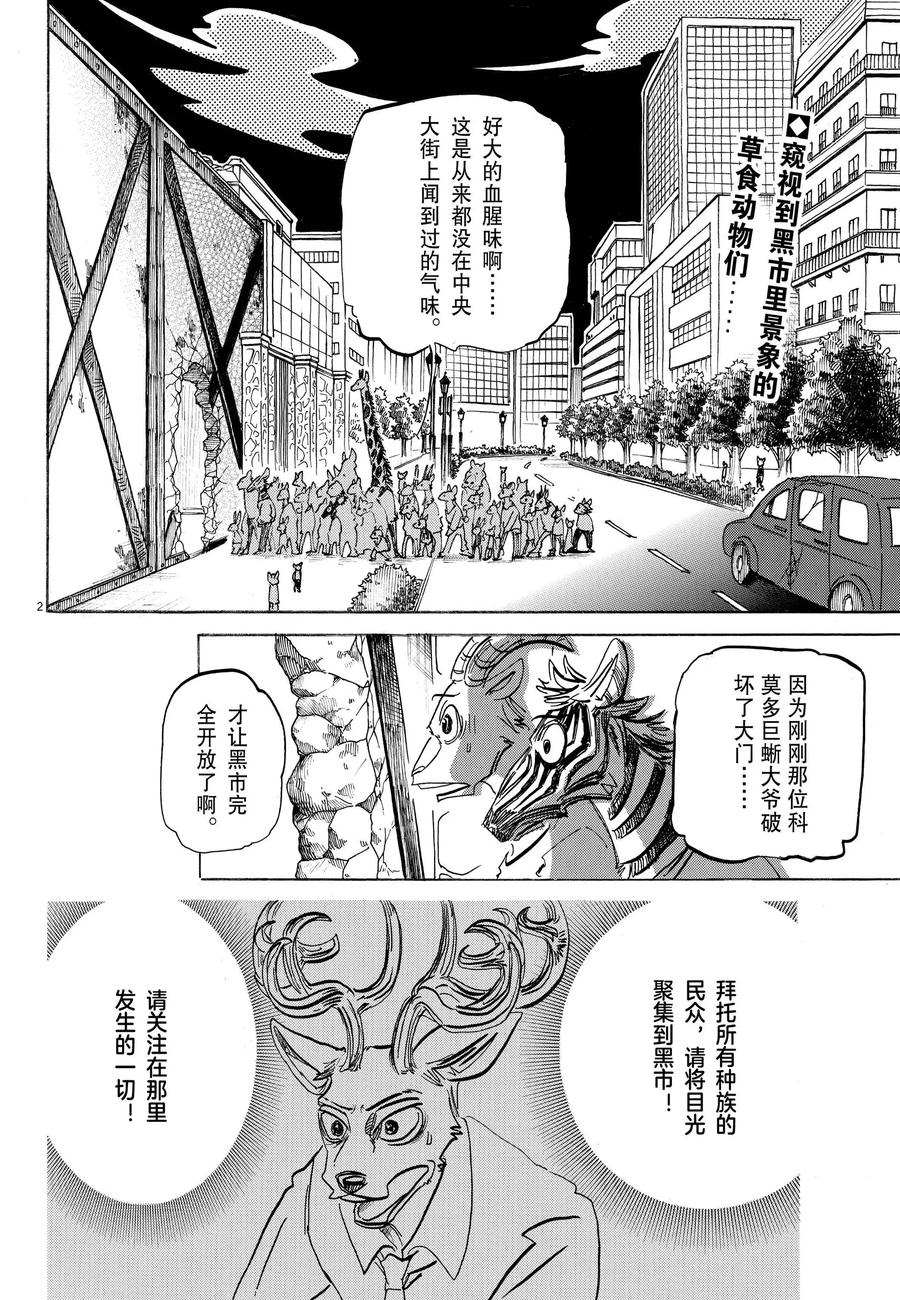 ◆窥视到黑市里景象的
草食动物们……
好大的血腥味啊……
这是从来都没在中央
大街上闻到过的气味。
2
因为刚刚那位科
莫多巨蜥大爷破
坏了大门……
才让黑市完
全开放了啊。
拜托所有种族的
民众，请将目光
聚集到黑市！
请关注在那里
发生的一切！